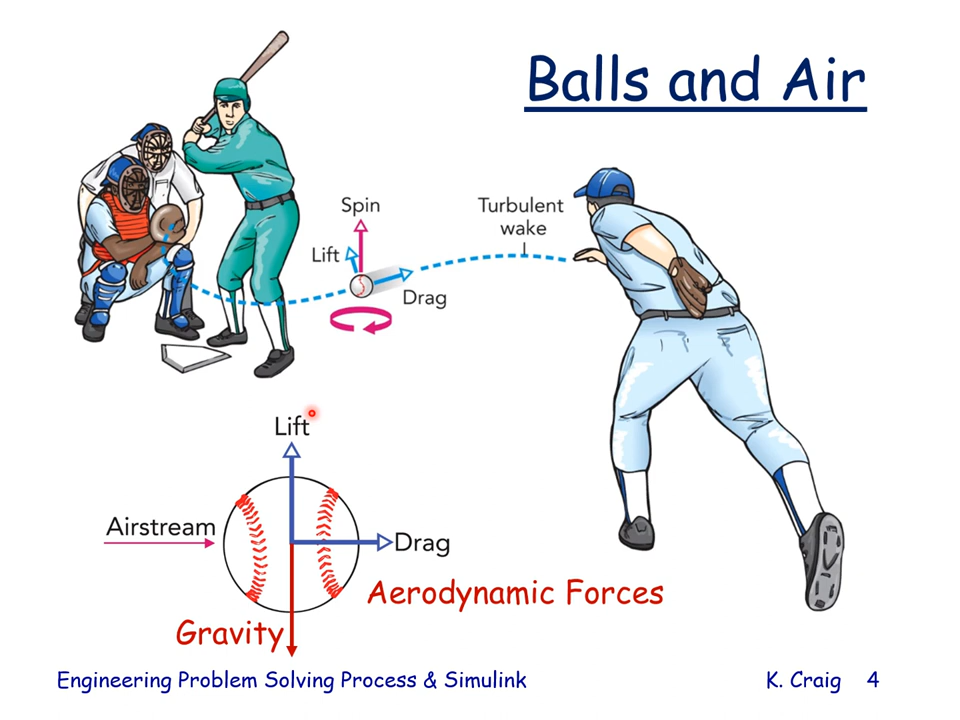 Balls and Air
Spin
Turbulent
wake
Lift
Drag
Lift
Airstream
Drag
Aerodynamic Forces
Gravity
Engineering Problem Solving Process & Simulink
K. Craig 4